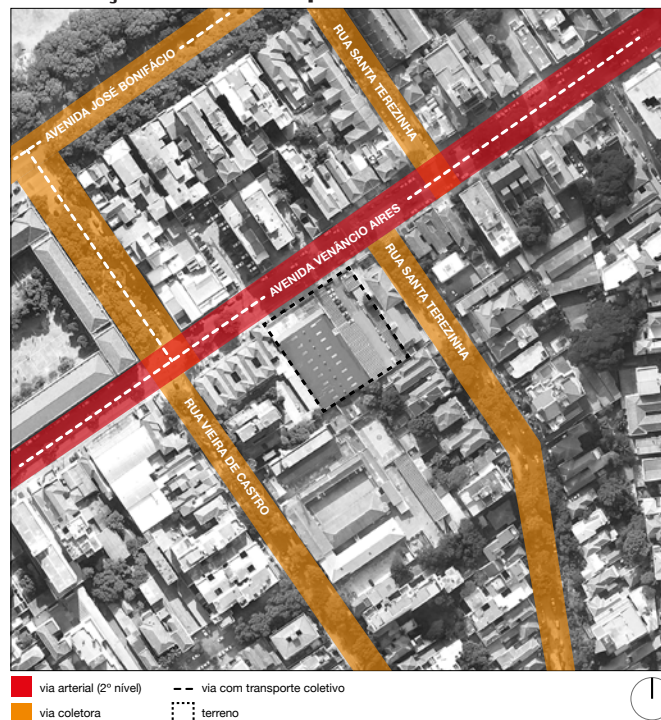 AVENIDA JOSÉ BONIFÁCIO
RUA SANTA TEREZINHA
AVENIDA VENÂNCIO AIRES
RUA SANTA TEREZINHA
RUA VIEIRA DE CASTRO
via arterial (2º nível)
via com transporte coletivo
via coletora
terreno